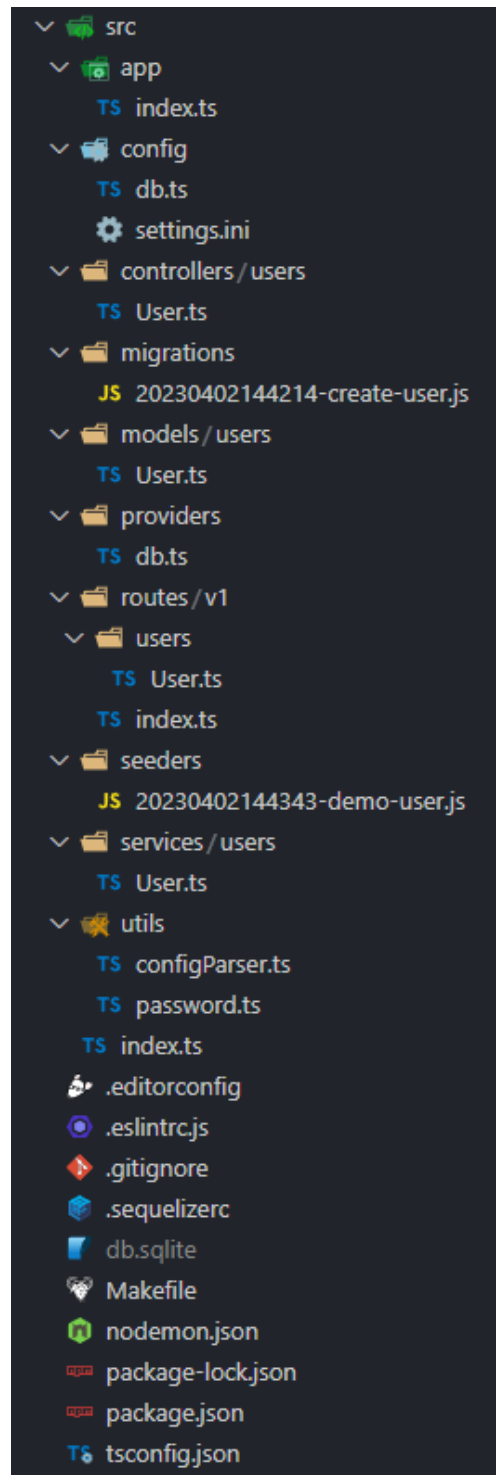 src
app
TS index.ts
config
TS db.ts
settings.ini
controllers/users
TS User.ts
migrations
JS 20230402144214-create-user.js
models/users
TS User.ts
providers
TS db.ts
routes/v1
users
TS User.ts
TS index.ts
seeders
JS 20230402144343-demo-user.js
services/users
TS User.ts
utils
TS configParser.ts
TS password.ts
TS index.ts
.editorconfig
.eslintrc.js
.gitignore
.sequelizerc
db.sqlite
Makefile
nodemon.json
npm package-lock.json
npm package.json
TS tsconfig.json